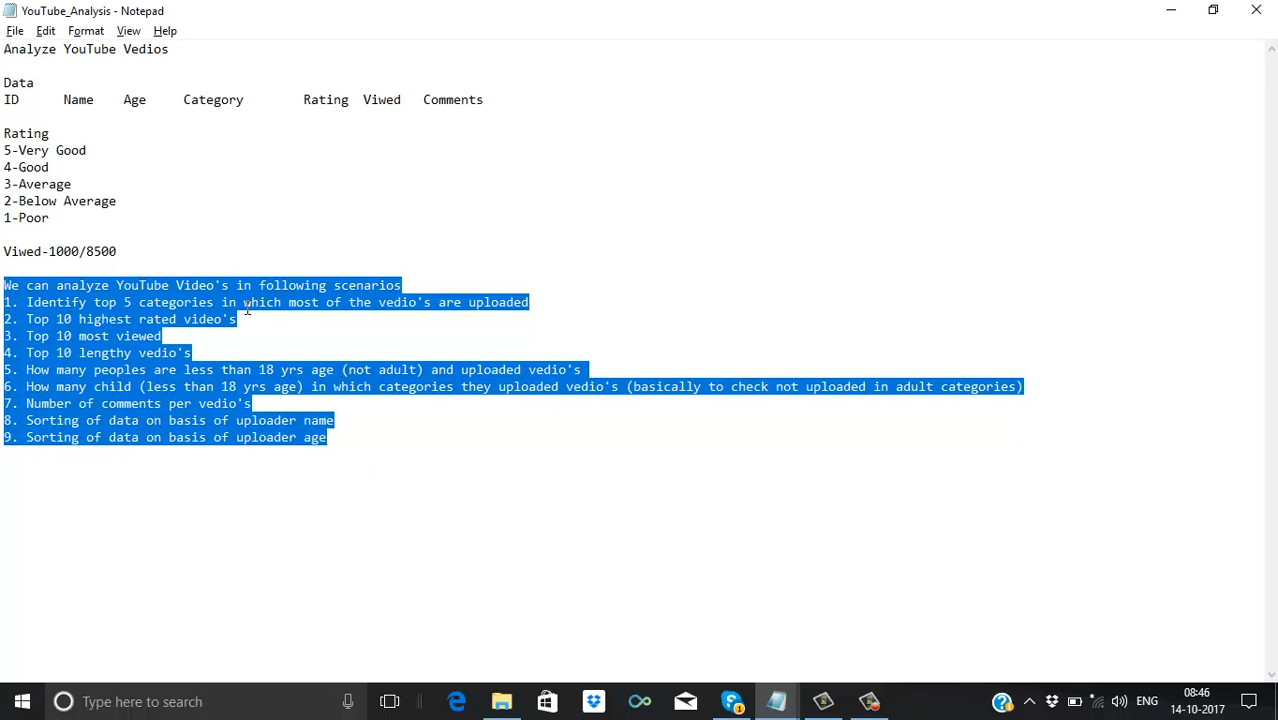 YouTube_Analysis - Notepad
File Edit Format View Help
Analyze YouTube Vedios
Data
ID Name Age Category Rating Viwed Comments
Rating
5-Very Good
4-Good
3-Average
2-Below Average
1-Poor
Viwed-1000/8500
We can analyze YouTube Video's in following scenarios
1. Identify top 5 categories in which most of the vedio's are uploaded
2. Top 10 highest rated video's
3. Top 10 most viewed
4. Top 10 lengthy vedio's
5. How many peoples are less than 18 yrs age (not adult) and uploaded vedio's
6. How many child (less than 18 yrs age) in which categories they uploaded vedio's (basically to check not uploaded in adult categories)
7. Number of comments per vedio's
8. Sorting of data on basis of uploader name
9. Sorting of data on basis of uploader age
Type here to search
ENG
08:46
14-10-2017